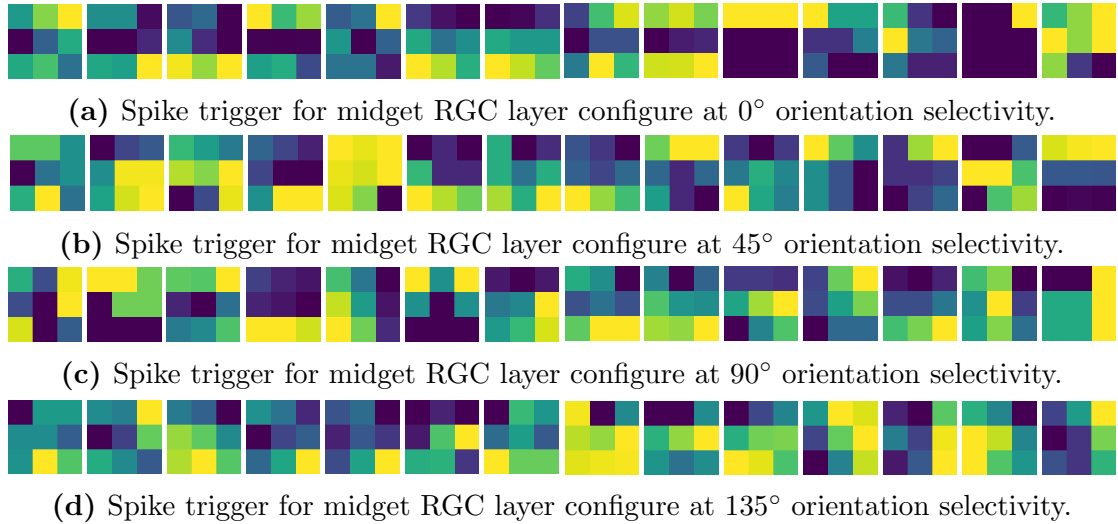 (a) Spike trigger for midget RGC layer configure at 0° orientation selectivity.
(b) Spike trigger for midget RGC layer configure at 45° orientation selectivity.
(c) Spike trigger for midget RGC layer configure at 90° orientation selectivity.
(d) Spike trigger for midget RGC layer configure at 135° orientation selectivity.